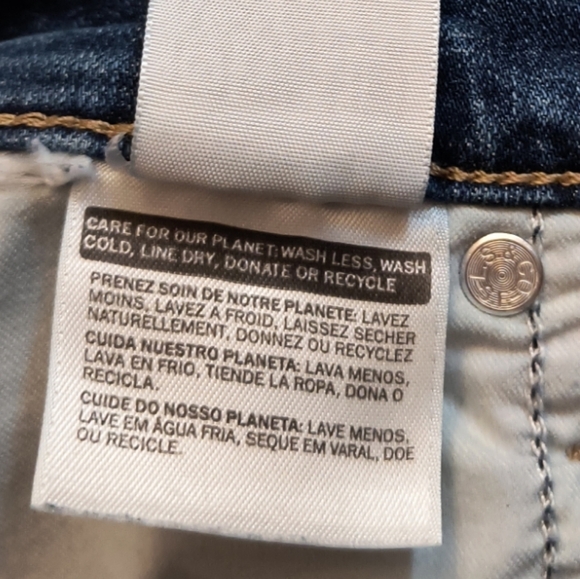 CARE FOR OUR PLANET: WASH LESS, WASH
COLD, LINE DRY, DONATE OR RECYCLE
PRENEZ SOIN DE NOTRE PLANETE: LAVEZ
MOINS, LAVEZ A FROID, LAISSEZ SECHER
NATURELLEMENT, DONNEZ OU RECYCLEZ
CUIDA NUESTRO PLANETA: LAVA MENOS,
LAVA EN FRIO, TIENDE LA ROPA, DONA O
RECICLA.
CUIDE DO NOSSO PLANETA: LAVE MENOS,
LAVE EM ÁGUA FRIA, SEQUE EM VARAL, DOE
OU RECICLE.
L S & CO